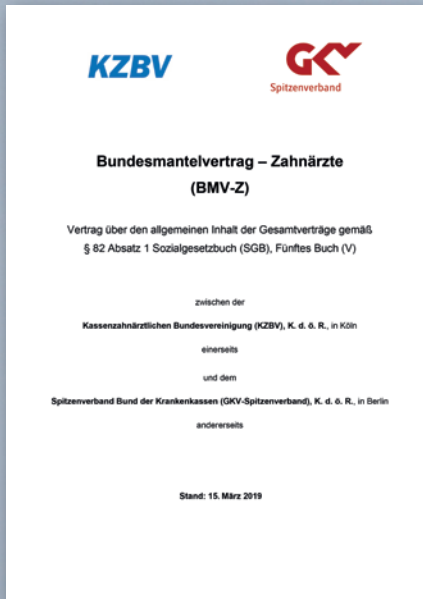 KZBV
GKV
Spitzenverband
Bundesmantelvertrag – Zahnärzte
(BMV-Z)
Vertrag über den allgemeinen Inhalt der Gesamtverträge gemäß
§ 82 Absatz 1 Sozialgesetzbuch (SGB), Fünftes Buch (V)
zwischen der
Kassenzahnärztlichen Bundesvereinigung (KZBV), K. d. ö. R., in Köln
einerseits
und dem
Spitzenverband Bund der Krankenkassen (GKV-Spitzenverband), K. d. ö. R., in Berlin
andererseits
Stand: 15. März 2019